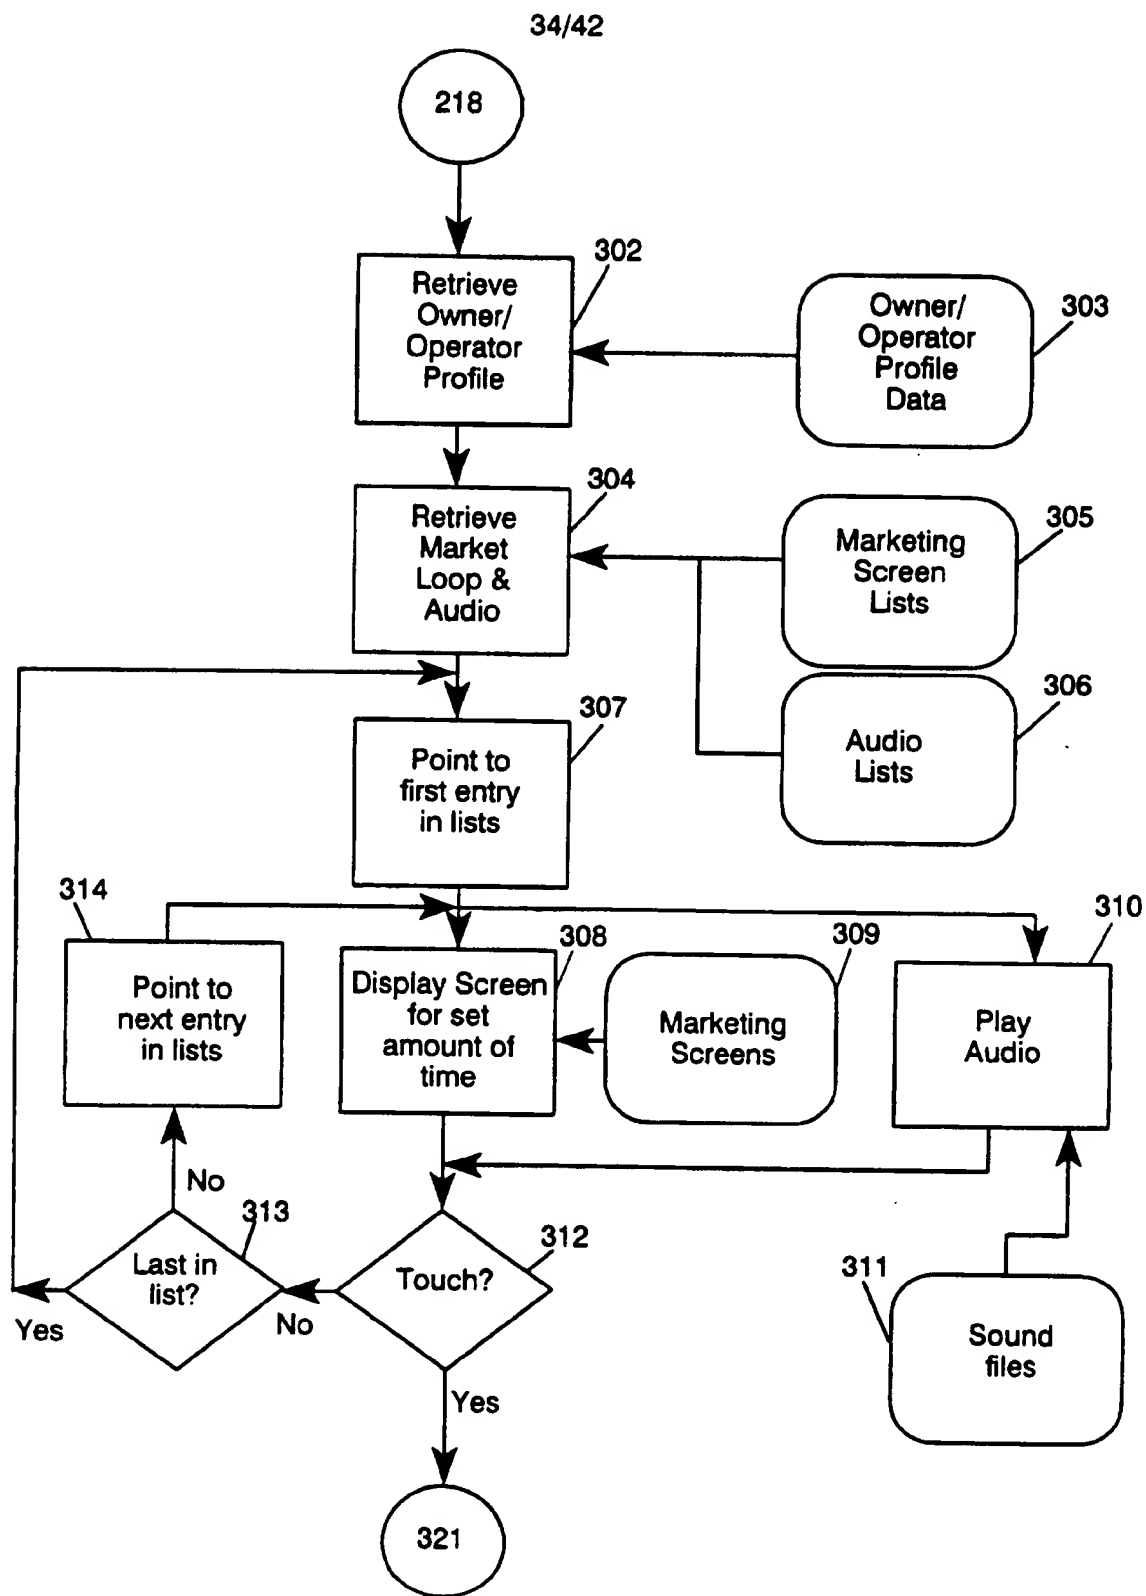 34/42
218
302
Retrieve
Owner/
Operator
Profile
Owner/
Operator
Profile
Data
303
304
Retrieve
Market
Loop &
Audio
Marketing
Screen
Lists
305
306
Audio
Lists
307
Point to
first entry
in lists
314
Point to
next entry
in lists
308
Display Screen
for set
amount of
time
309
Marketing
Screens
310
Play
Audio
No
313
Last in
list?
Yes
No
312
Touch?
Yes
311
Sound
files
321